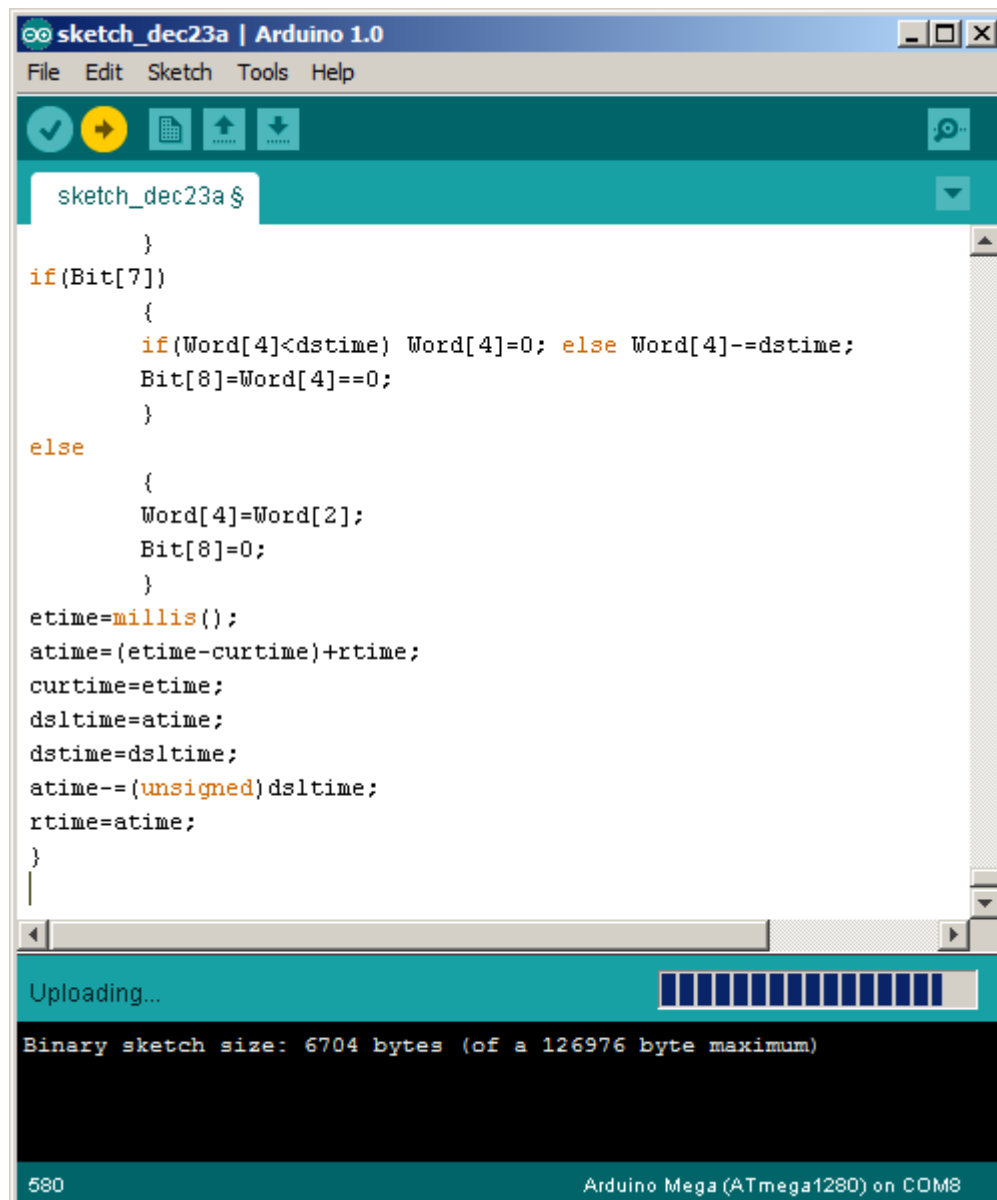 sketch_dec23a | Arduino 1.0
File Edit Sketch Tools Help
sketch_dec23a §
}
if(Bit[7])
{
if(Word[4]<dstime) Word[4]=0; else Word[4]-=dstime;
Bit[8]=Word[4]==0;
}
else
{
Word[4]=Word[2];
Bit[8]=0;
}
etime=millis();
atime=(etime-curtime)+rtime;
curtime=etime;
dsltime=atime;
dstime=dsltime;
atime-=(unsigned)dsltime;
rtime=atime;
}
Uploading...
Binary sketch size: 6704 bytes (of a 126976 byte maximum)
580 Arduino Mega (ATmega1280) on COM8